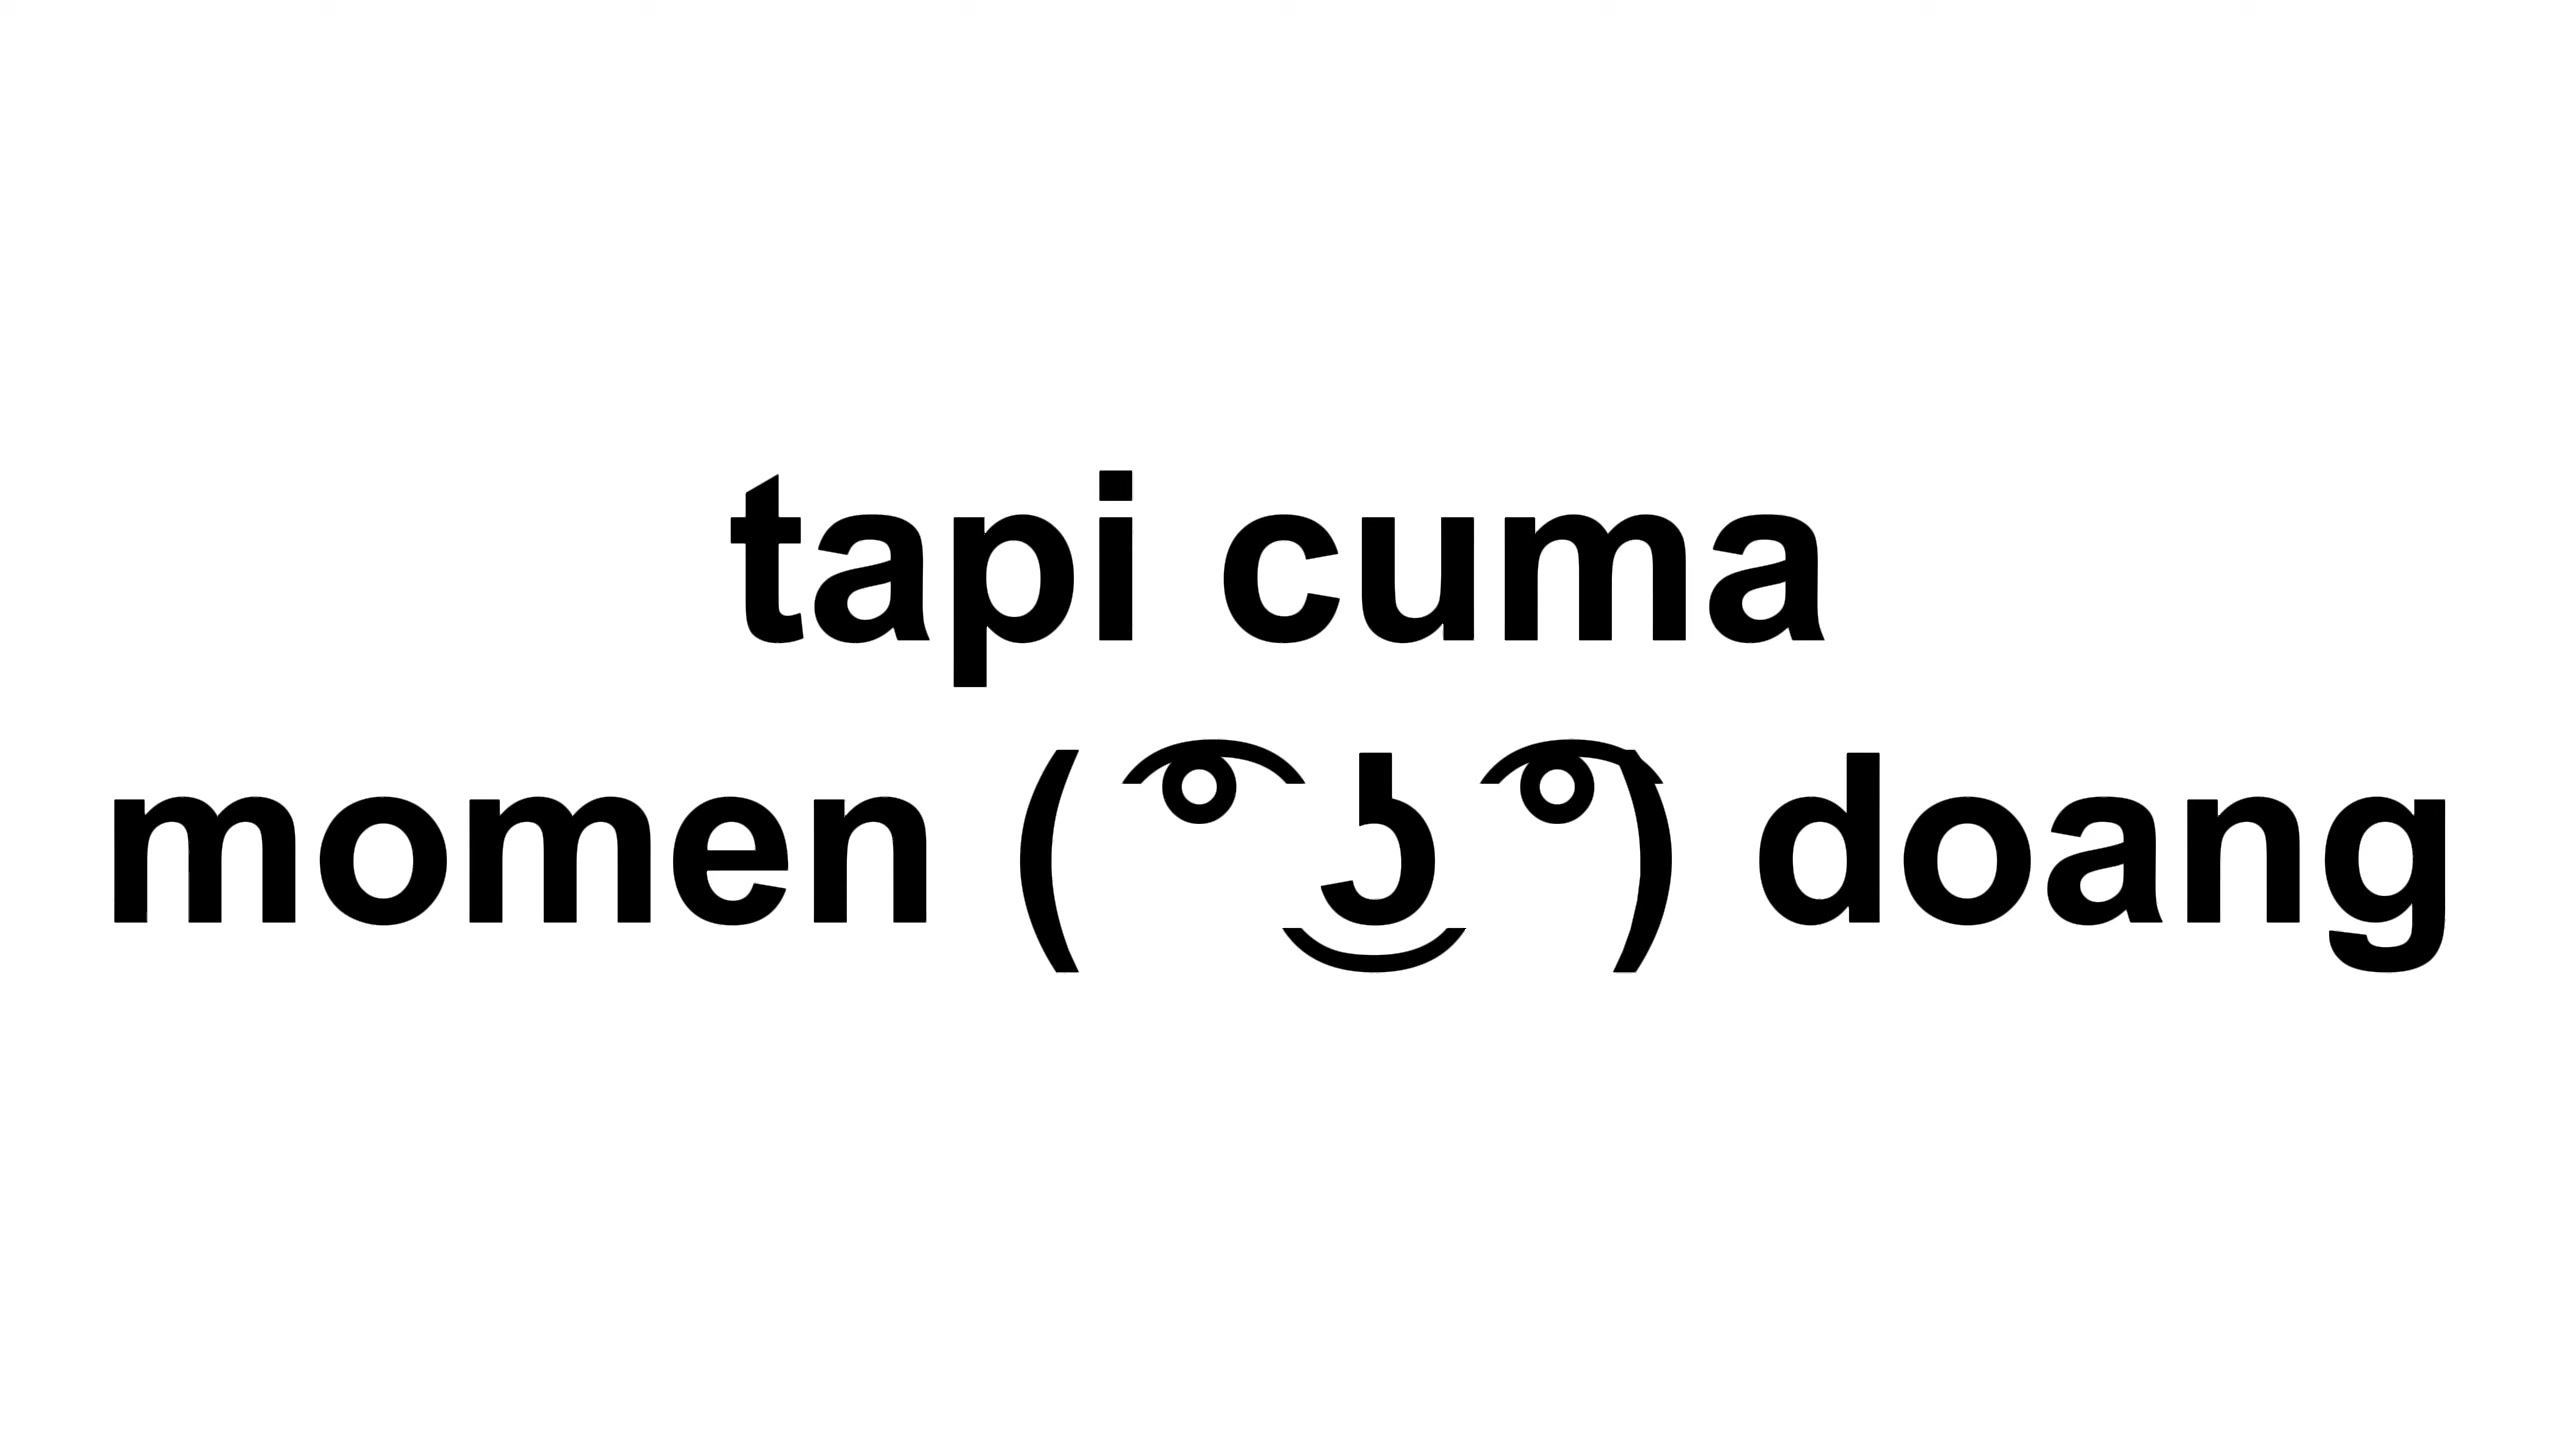 tapi cuma
momen ( ͡° ͜ʖ ͡°) doang